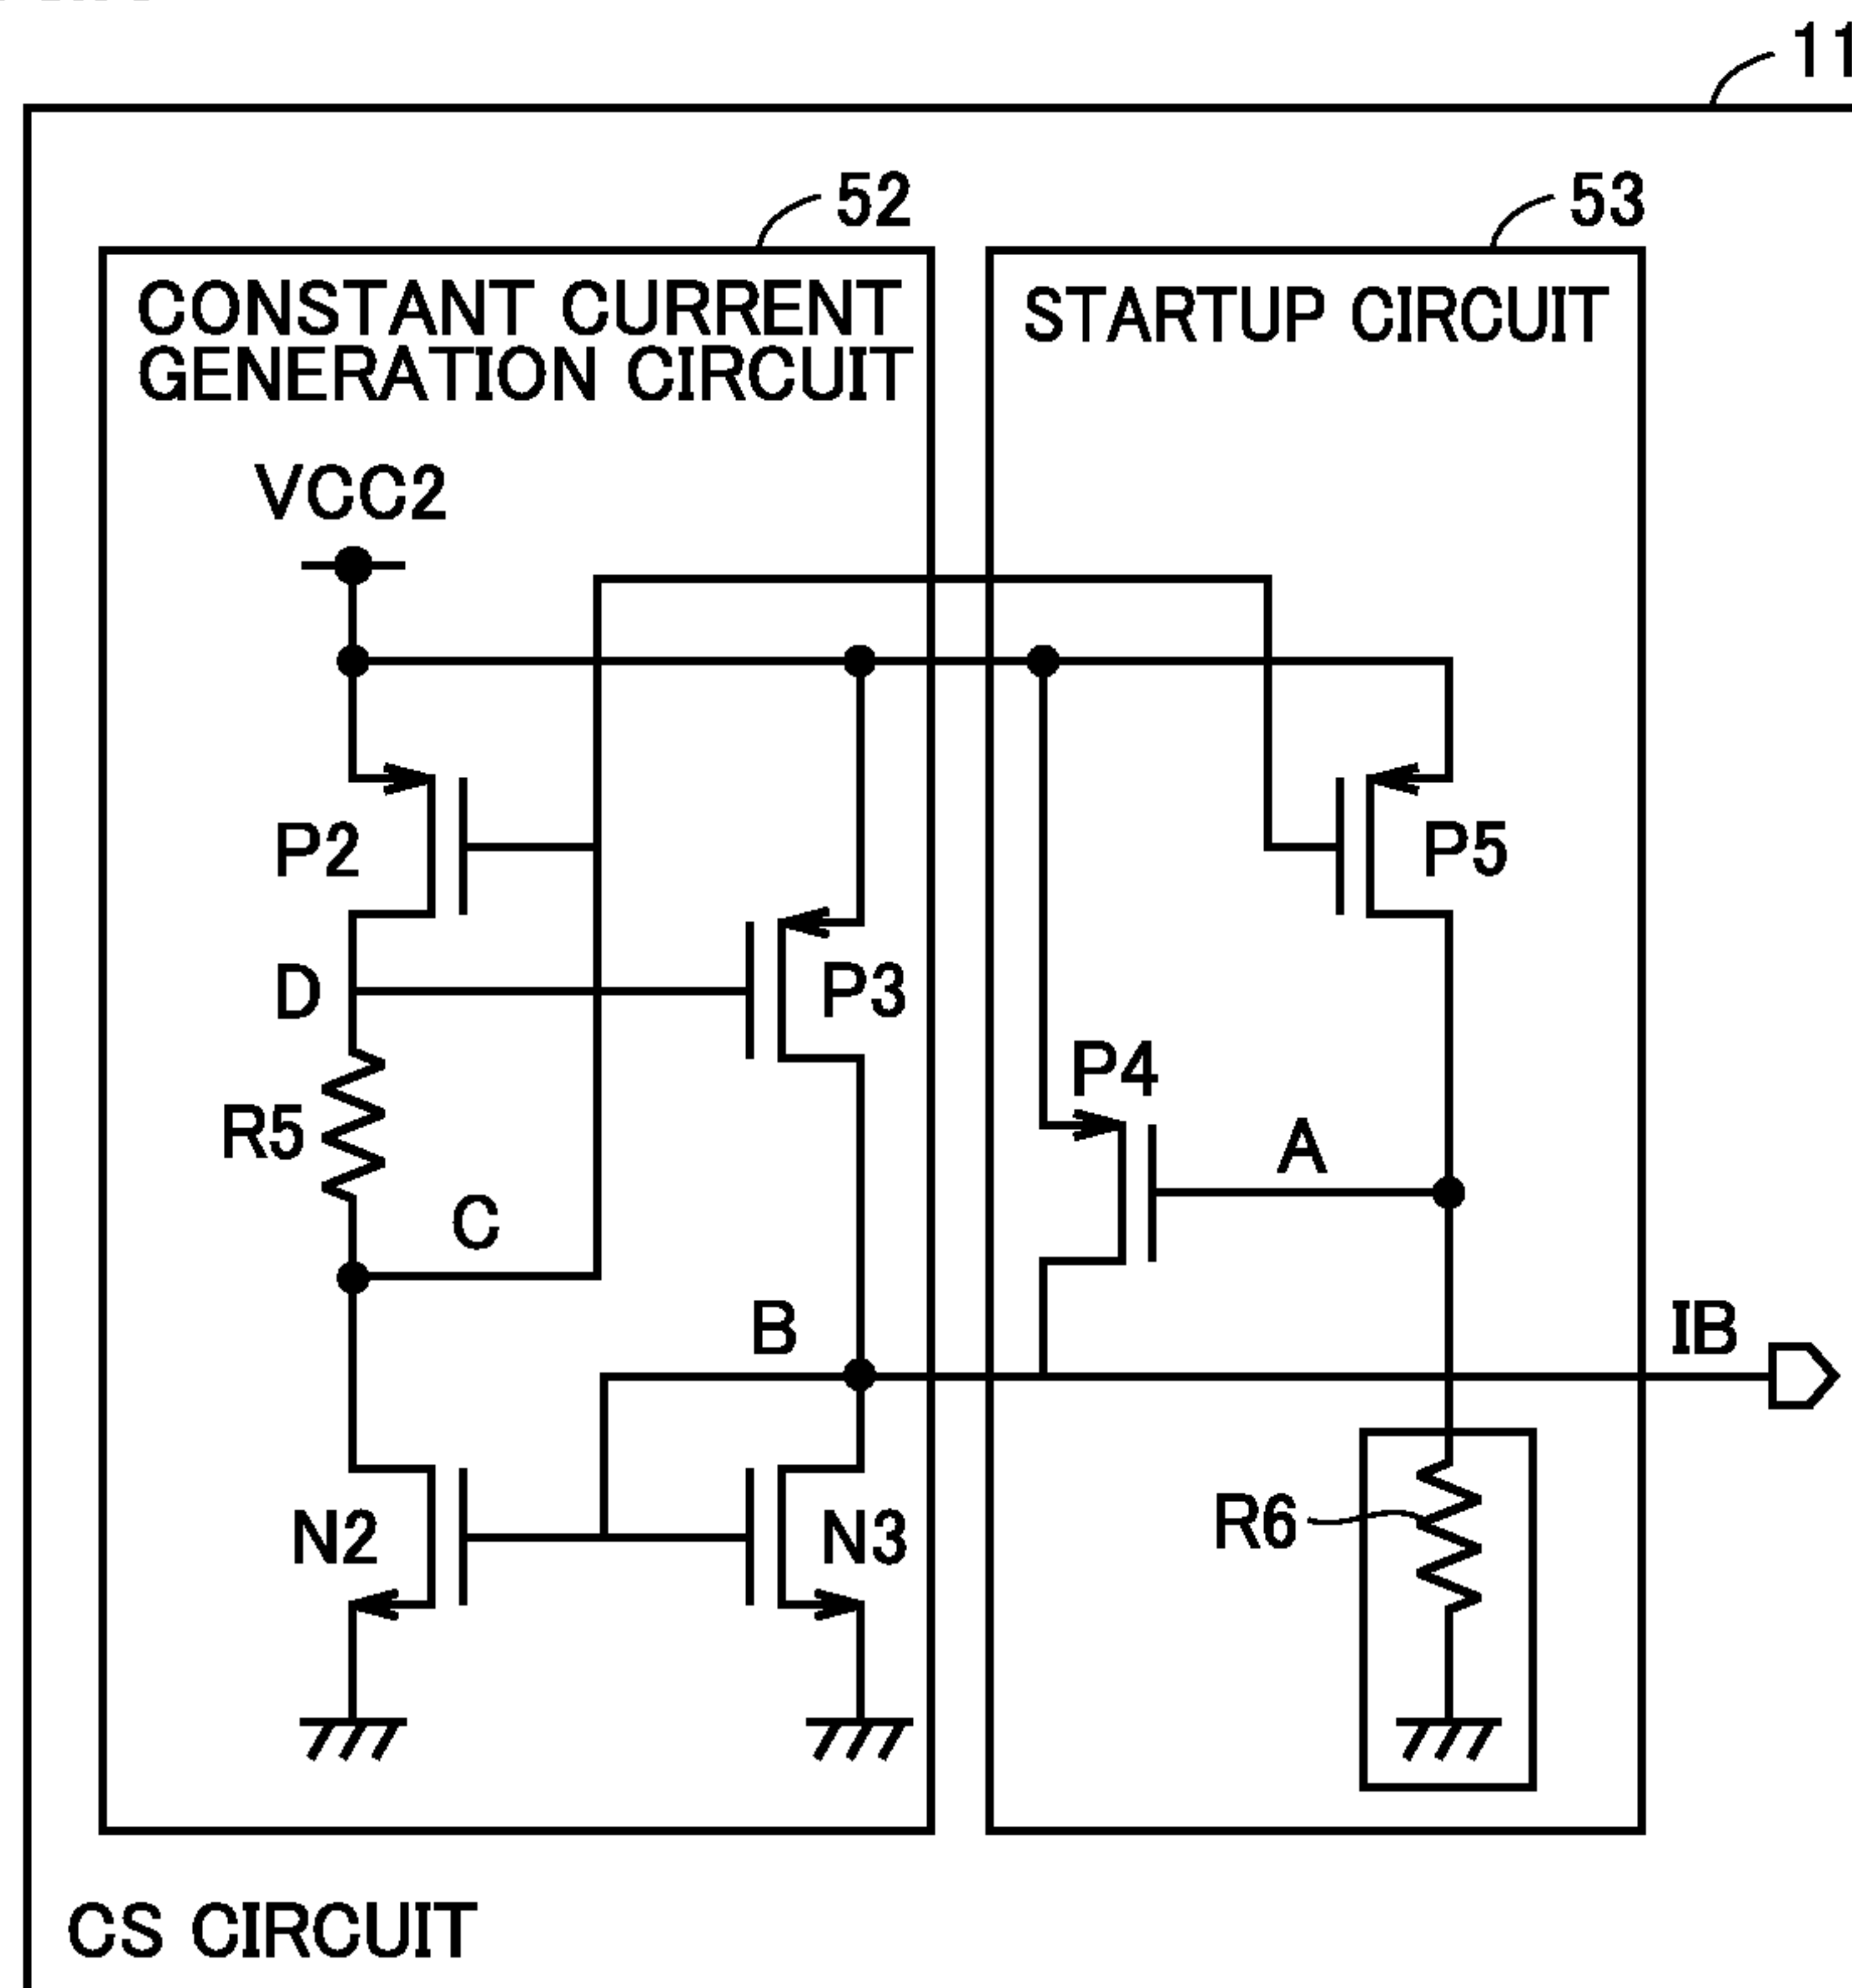 11
52
53
CONSTANT CURRENT
GENERATION CIRCUIT
STARTUP CIRCUIT
VCC2
P2
P5
D
P3
P4
A
R5
C
B
IB
N2
N3
R6
CS CIRCUIT